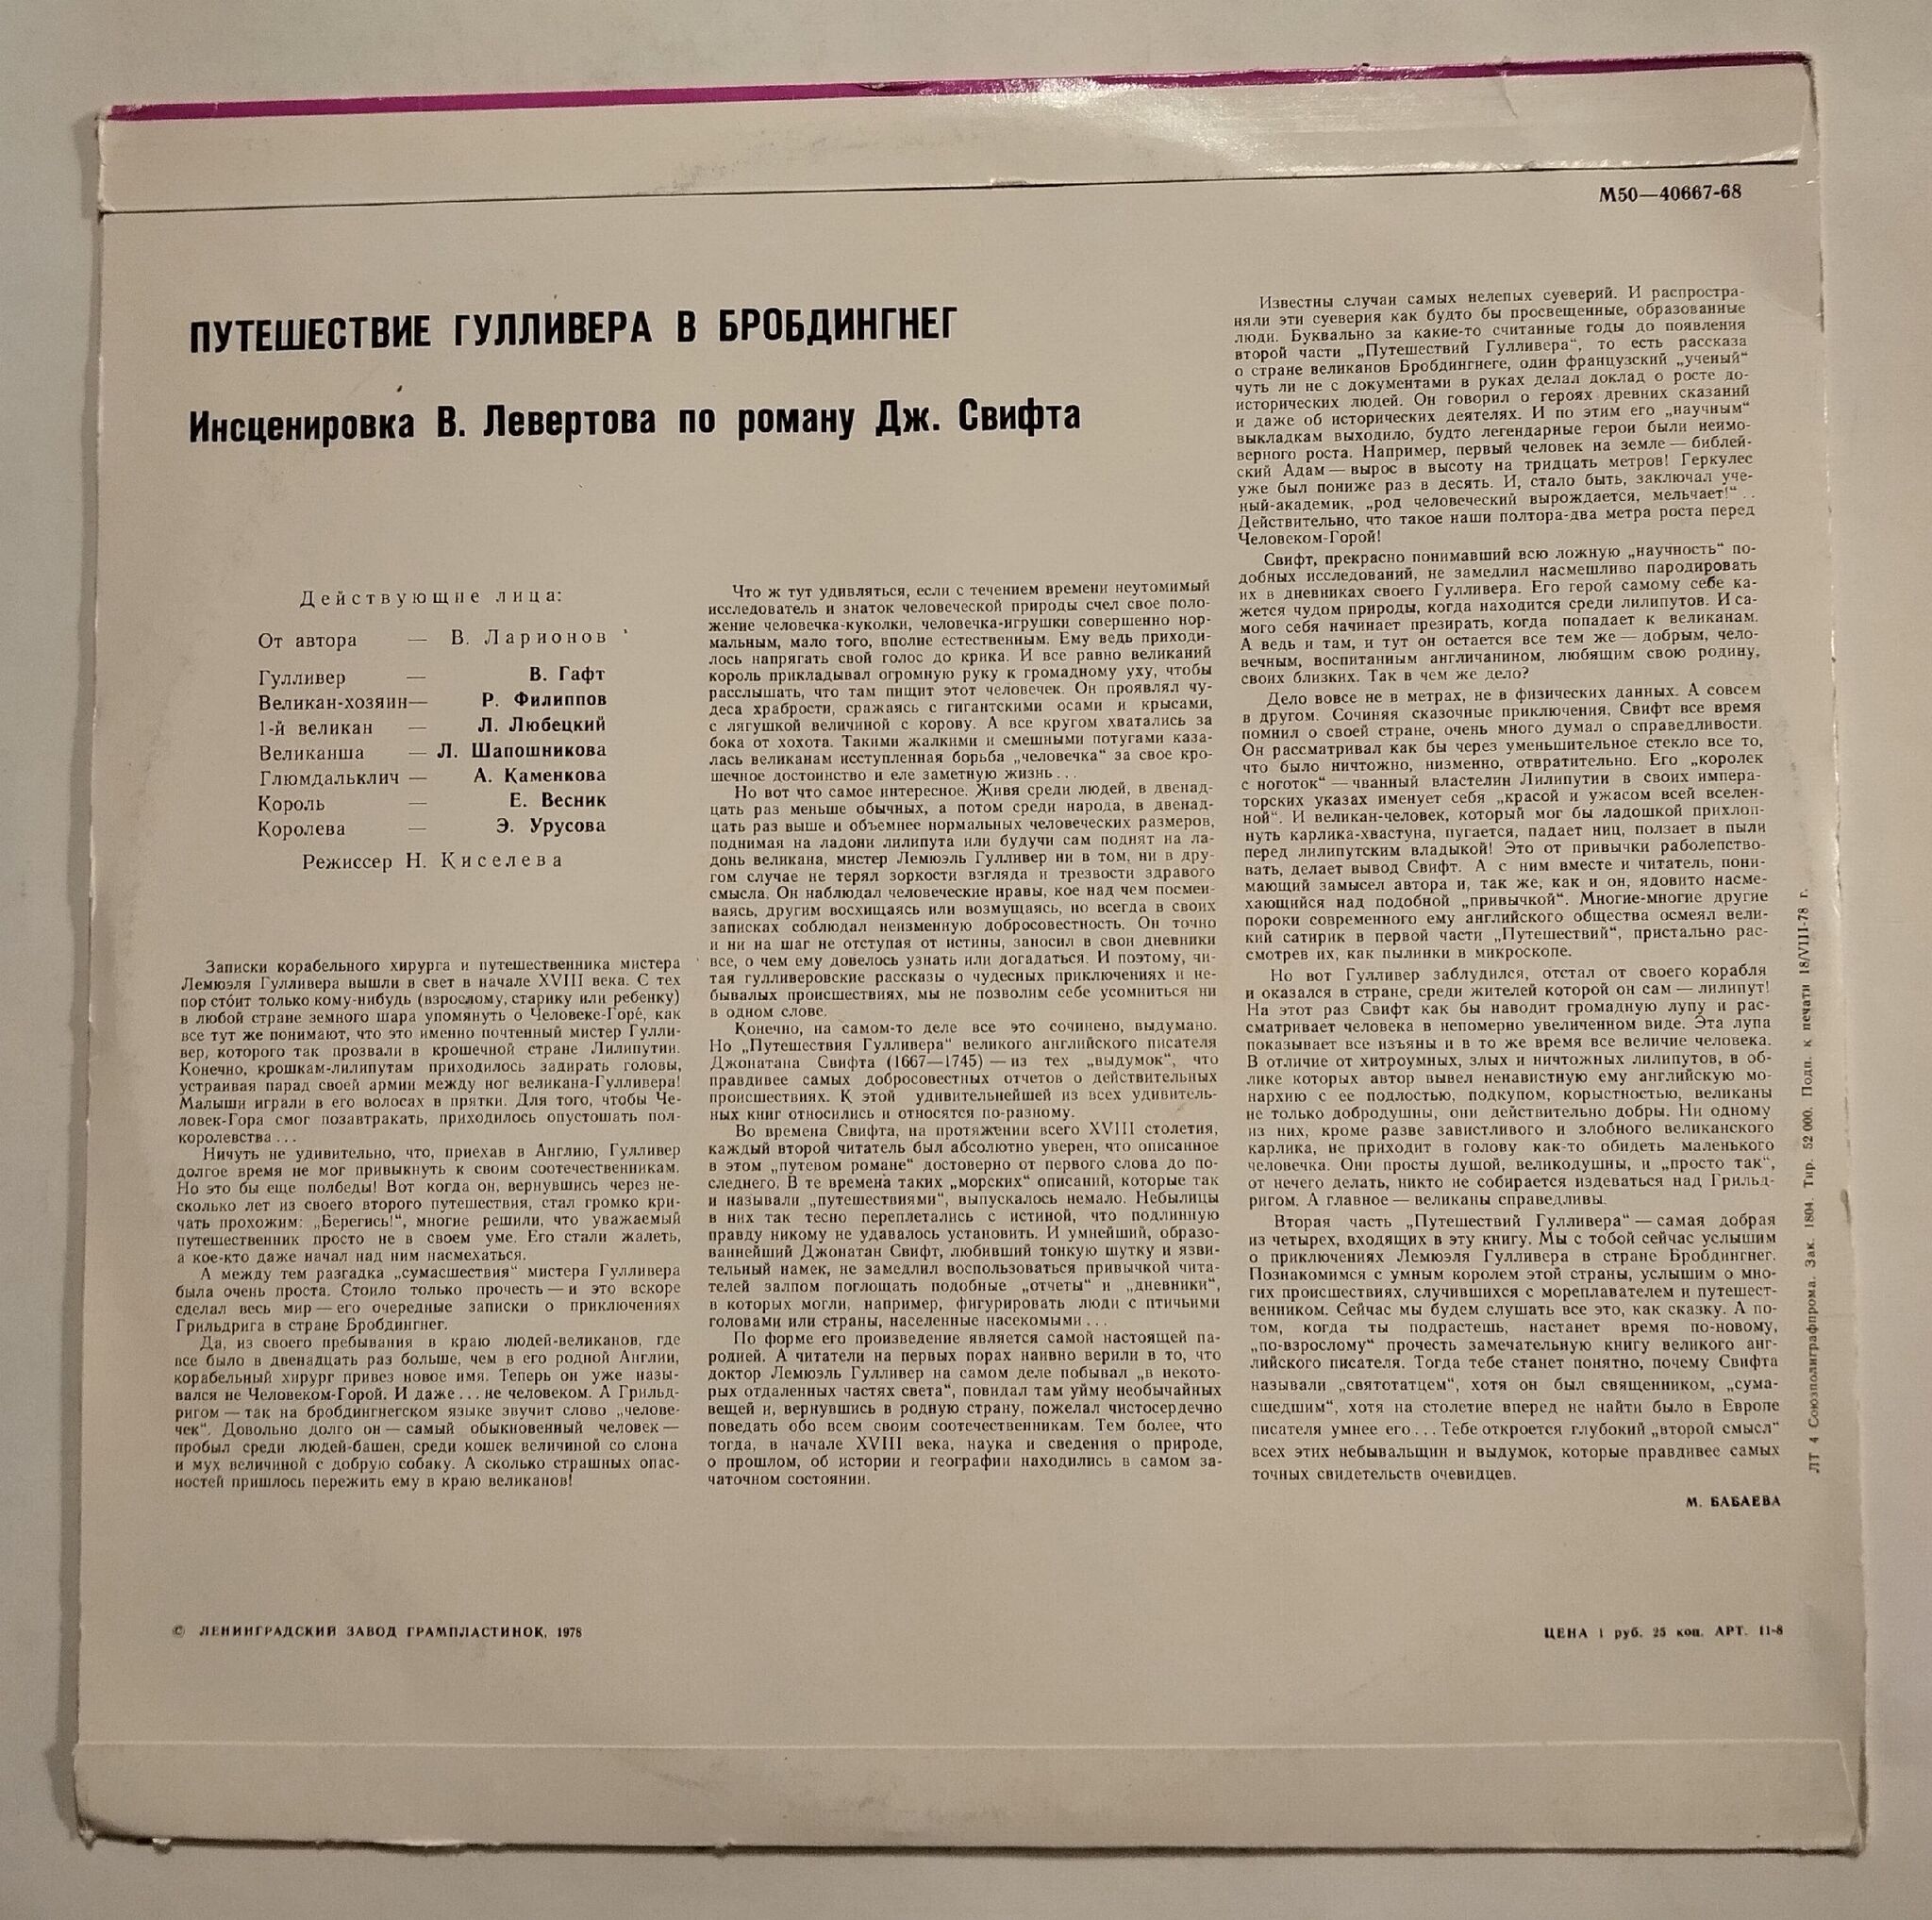 М50—40667-68
ПУТЕШЕСТВИЕ ГУЛЛИВЕРА В БРОБДИНГНЕГ
Инсценировка В. Левертова по роману Дж. Свифта
Действующие лица:
От автора — В. Ларионов
Гулливер — В. Гафт
Великан-хозяин— Р. Филиппов
1-й великан — Л. Любецкий
Великанша — Л. Шапошникова
Глюмдальклич — А. Каменкова
Король — Е. Весник
Королева — Э. Урусова
Режиссер Н. Киселева
Записки корабельного хирурга и путешественника мистера
Лемюэля Гулливера вышли в свет в начале XVIII века. С тех
пор сто́ит только кому-нибудь (взрослому, старику или ребенку)
в любой стране земного шара упомянуть о Человеке-Горе́, как
все тут же понимают, что это именно почтенный мистер Гулли-
вер, которого так прозвали в крошечной стране Лилипутии.
Конечно, крошкам-лилипутам приходилось задирать головы,
устраивая парад своей армии между ног великана-Гулливера!
Малыши играли в его волосах в прятки. Для того, чтобы Че-
ловек-Гора смог позавтракать, приходилось опустошать пол-
королевства...
Ничуть не удивительно, что, приехав в Англию, Гулливер
долгое время не мог привыкнуть к своим соотечественникам.
Но это бы еще полбеды! Вот когда он, вернувшись через не-
сколько лет из своего второго путешествия, стал громко кри-
чать прохожим: „Берегись!“, многие решили, что уважаемый
путешественник просто не в своем уме. Его стали жалеть,
а кое-кто даже начал над ним насмехаться.
А между тем разгадка „сумасшествия“ мистера Гулливера
была очень проста. Стоило только прочесть — и это вскоре
сделал весь мир — его очередные записки о приключениях
Грильдрига в стране Бробдингнег.
Да, из своего пребывания в краю людей-великанов, где
все было в двенадцать раз больше, чем в его родной Англии,
корабельный хирург привез новое имя. Теперь он уже назы-
вался не Человеком-Горой. И даже... не человеком. А Грильд-
ригом — так на бробдингнегском языке звучит слово „челове-
чек“. Довольно долго он — самый обыкновенный человек —
пробыл среди людей-башен, среди кошек величиной со слона
и мух величиной с добрую собаку. А сколько страшных опас-
ностей пришлось пережить ему в краю великанов!
Что ж тут удивляться, если с течением времени неутомимый
исследователь и знаток человеческой природы счел свое поло-
жение человечка-куколки, человечка-игрушки совершенно нор-
мальным, мало того, вполне естественным. Ему ведь приходи-
лось напрягать свой голос до крика. И все равно великаний
король прикладывал огромную руку к громадному уху, чтобы
расслышать, что там пищит этот человечек. Он проявлял чу-
деса храбрости, сражаясь с гигантскими осами и крысами,
с лягушкой величиной с корову. А все кругом хватались за
бока от хохота. Такими жалкими и смешными потугами каза-
лась великанам исступленная борьба „человечка“ за свое кро-
шечное достоинство и еле заметную жизнь...
Но вот что самое интересное. Живя среди людей, в двенад-
цать раз меньше обычных, а потом среди народа, в двенад-
цать раз выше и объемнее нормальных человеческих размеров,
поднимая на ладони лилипута или будучи сам поднят на ла-
донь великана, мистер Лемюэль Гулливер ни в том, ни в дру-
гом случае не терял зоркости взгляда и трезвости здравого
смысла. Он наблюдал человеческие нравы, кое над чем посмеи-
ваясь, другим восхищаясь или возмущаясь, но всегда в своих
записках соблюдал неизменную добросовестность. Он точно
и ни на шаг не отступая от истины, заносил в свои дневники
все, о чем ему довелось узнать или догадаться. И поэтому, чи-
тая гулливеровские рассказы о чудесных приключениях и не-
бывалых происшествиях, мы не позволим себе усомниться ни
в одном слове.
Конечно, на самом-то деле все это сочинено, выдумано.
Но „Путешествия Гулливера“ великого английского писателя
Джонатана Свифта (1667—1745) — из тех „выдумок“, что
правдивее самых добросовестных отчетов о действительных
происшествиях. К этой удивительнейшей из всех удивитель-
ных книг относились и относятся по-разному.
Во времена Свифта, на протяжении всего XVIII столетия,
каждый второй читатель был абсолютно уверен, что описанное
в этом „путевом романе“ достоверно от первого слова до по-
следнего. В те времена таких „морских“ описаний, которые так
и называли „путешествиями“, выпускалось немало. Небылицы
в них так тесно переплетались с истиной, что подлинную
правду никому не удавалось установить. И умнейший, образо-
ваннейший Джонатан Свифт, любивший тонкую шутку и язви-
тельный намек, не замедлил воспользоваться привычкой чита-
телей залпом поглощать подобные „отчеты“ и „дневники“,
в которых могли, например, фигурировать люди с птичьими
головами или страны, населенные насекомыми...
По форме его произведение является самой настоящей па-
родией. А читатели на первых порах наивно верили в то, что
доктор Лемюэль Гулливер на самом деле побывал „в некото-
рых отдаленных частях света“, повидал там уйму необычайных
вещей и, вернувшись в родную страну, пожелал чистосердечно
поведать обо всем своим соотечественникам. Тем более, что
тогда, в начале XVIII века, наука и сведения о природе,
о прошлом, об истории и географии находились в самом за-
чаточном состоянии.
Известны случаи самых нелепых суеверий. И распростра-
няли эти суеверия как будто бы просвещенные, образованные
люди. Буквально за какие-то считанные годы до появления
второй части „Путешествий Гулливера“, то есть рассказа
о стране великанов Бробдингнеге, один французский „ученый“
чуть ли не с документами в руках делал доклад о росте до-
исторических людей. Он говорил о героях древних сказаний
и даже об исторических деятелях. И по этим его „научным“
выкладкам выходило, будто легендарные герои были неимо-
верного роста. Например, первый человек на земле — библей-
ский Адам — вырос в высоту на тридцать метров! Геркулес
уже был пониже раз в десять. И, стало быть, заключал уче-
ный-академик, „род человеческий вырождается, мельчает!“..
Действительно, что такое наши полтора-два метра роста перед
Человеком-Горой!
Свифт, прекрасно понимавший всю ложную „научность“ по-
добных исследований, не замедлил насмешливо пародировать
их в дневниках своего Гулливера. Его герой самому себе ка-
жется чудом природы, когда находится среди лилипутов. И са-
мого себя начинает презирать, когда попадает к великанам.
А ведь и там, и тут он остается все тем же — добрым, чело-
вечным, воспитанным англичанином, любящим свою родину,
своих близких. Так в чем же дело?
Дело вовсе не в метрах, не в физических данных. А совсем
в другом. Сочиняя сказочные приключения, Свифт все время
помнил о своей стране, очень много думал о справедливости.
Он рассматривал как бы через уменьшительное стекло все то,
что было ничтожно, низменно, отвратительно. Его „королек
с ноготок“ — чванный властелин Лилипутии в своих импера-
торских указах именует себя „красой и ужасом всей вселен-
ной“. И великан-человек, который мог бы ладошкой прихлоп-
нуть карлика-хвастуна, пугается, падает ниц, ползает в пыли
перед лилипутским владыкой! Это от привычки раболепство-
вать, делает вывод Свифт. А с ним вместе и читатель, пони-
мающий замысел автора и, так же, как и он, ядовито насме-
хающийся над подобной „привычкой“. Многие-многие другие
пороки современного ему английского общества осмеял вели-
кий сатирик в первой части „Путешествий“, пристально рас-
смотрев их, как пылинки в микроскопе.
Но вот Гулливер заблудился, отстал от своего корабля
и оказался в стране, среди жителей которой он сам — лилипут!
На этот раз Свифт как бы наводит громадную лупу и рас-
сматривает человека в непомерно увеличенном виде. Эта лупа
показывает все изъяны и в то же время все величие человека.
В отличие от хитроумных, злых и ничтожных лилипутов, в об-
лике которых автор вывел ненавистную ему английскую мо-
нархию с ее подлостью, подкупом, корыстностью, великаны
не только добродушны, они действительно добры. Ни одному
из них, кроме разве завистливого и злобного великанского
карлика, не приходит в голову как-то обидеть маленького
человечка. Они просты душой, великодушны, и „просто так“,
от нечего делать, никто не собирается издеваться над Грильд-
ригом. А главное — великаны справедливы.
Вторая часть „Путешествий Гулливера“ — самая добрая
из четырех, входящих в эту книгу. Мы с тобой сейчас услышим
о приключениях Лемюэля Гулливера в стране Бробдингнег.
Познакомимся с умным королем этой страны, услышим о мно-
гих происшествиях, случившихся с мореплавателем и путешест-
венником. Сейчас мы будем слушать все это, как сказку. А по-
том, когда ты подрастешь, настанет время по-новому,
„по-взрослому“ прочесть замечательную книгу великого анг-
лийского писателя. Тогда тебе станет понятно, почему Свифта
называли „святотатцем“, хотя он был священником, „сума-
сшедшим“, хотя на столетие вперед не найти было в Европе
писателя умнее его... Тебе откроется глубокий „второй смысл“
всех этих небывальщин и выдумок, которые правдивее самых
точных свидетельств очевидцев.
М. БАБАЕВА
ЛТ 4 Союзполиграфпрома. Зак. 1804. Тир. 52 000. Подп. к печати 18/VIII-78 г.
© ЛЕНИНГРАДСКИЙ ЗАВОД ГРАМПЛАСТИНОК, 1978
ЦЕНА 1 руб. 25 коп. АРТ. 11-8